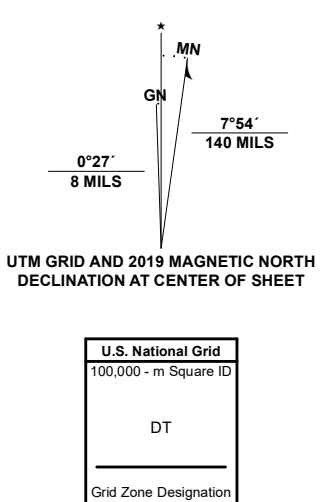 ★
MN
GN
7°54´
140 MILS
0°27´
8 MILS
UTM GRID AND 2019 MAGNETIC NORTH
DECLINATION AT CENTER OF SHEET
U.S. National Grid
100,000 - m Square ID
DT
Grid Zone Designation